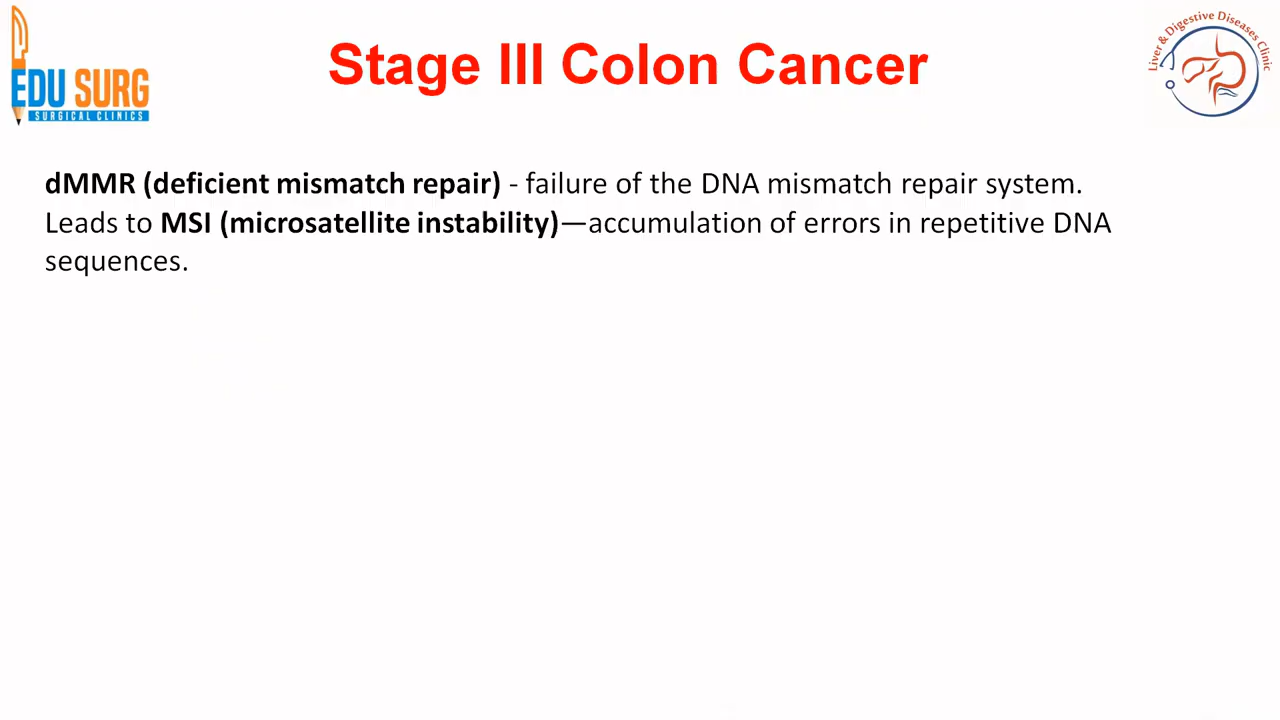 EDU SURG
SURGICAL CLINICS
Stage III Colon Cancer
Liver & Digestive Diseases Clinic
dMMR (deficient mismatch repair) - failure of the DNA mismatch repair system.
Leads to MSI (microsatellite instability)—accumulation of errors in repetitive DNA
sequences.